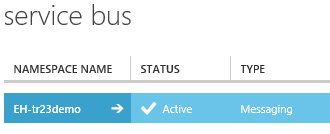 service bus
NAMESPACE NAME STATUS TYPE
EH-tr23demo Active Messaging